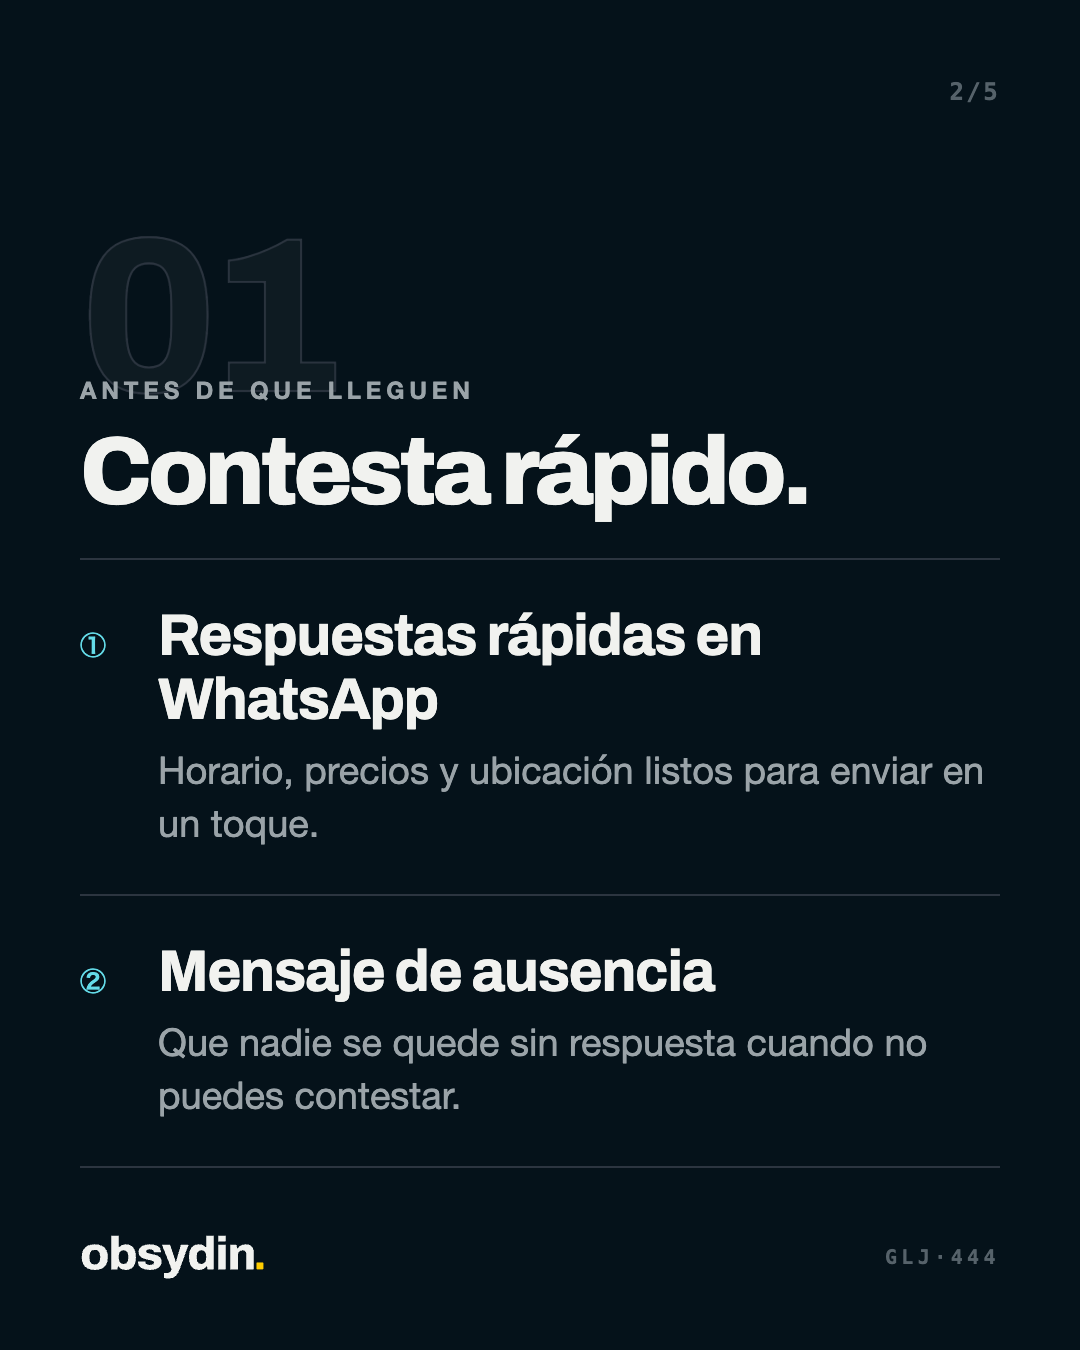 2/5
01
ANTES DE QUE LLEGUEN
Contesta rápido.
① Respuestas rápidas en
WhatsApp
Horario, precios y ubicación listos para enviar en
un toque.
② Mensaje de ausencia
Que nadie se quede sin respuesta cuando no
puedes contestar.
obsydin.
GLJ·444